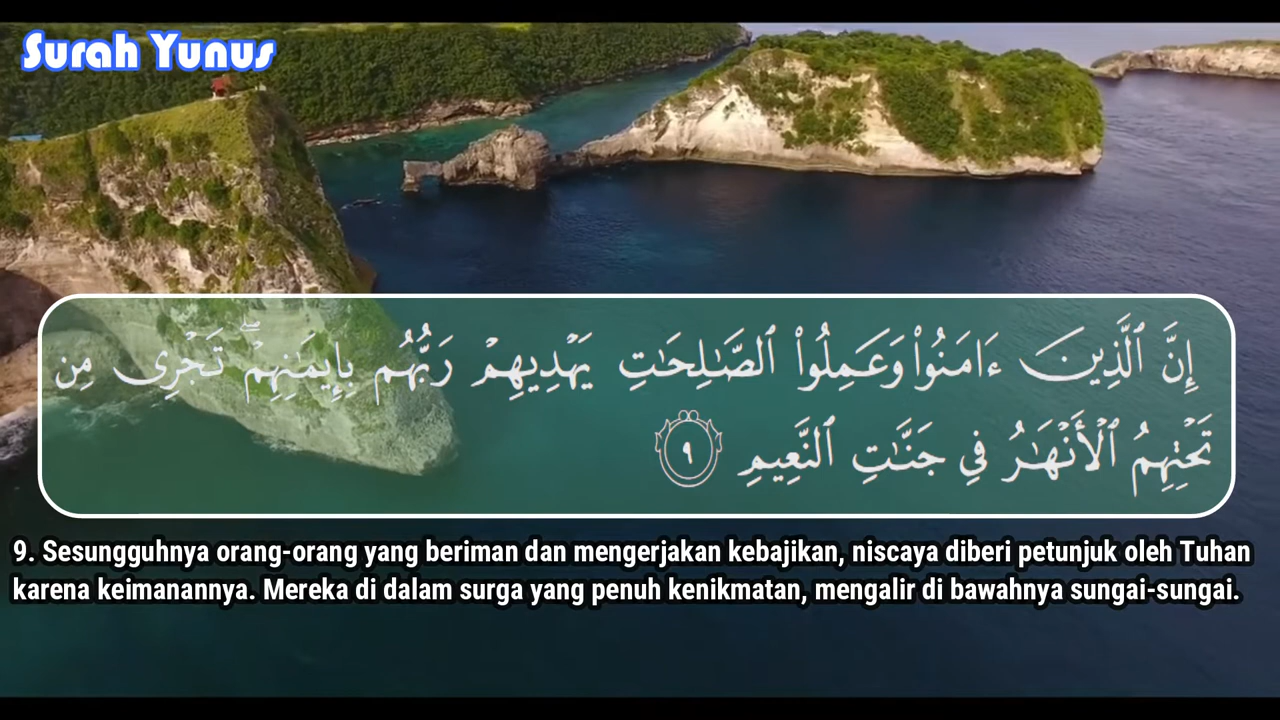 Surah Yunus
إِنَّ ٱلَّذِينَ ءَامَنُوا۟ وَعَمِلُوا۟ ٱلصَّـٰلِحَـٰتِ يَهْدِيهِمْ رَبُّهُم بِإِيمَـٰنِهِمْ ۖ تَجْرِى مِن
تَحْتِهِمُ ٱلْأَنْهَـٰرُ فِى جَنَّـٰتِ ٱلنَّعِيمِ ٩
9. Sesungguhnya orang-orang yang beriman dan mengerjakan kebajikan, niscaya diberi petunjuk oleh Tuhan
karena keimanannya. Mereka di dalam surga yang penuh kenikmatan, mengalir di bawahnya sungai-sungai.